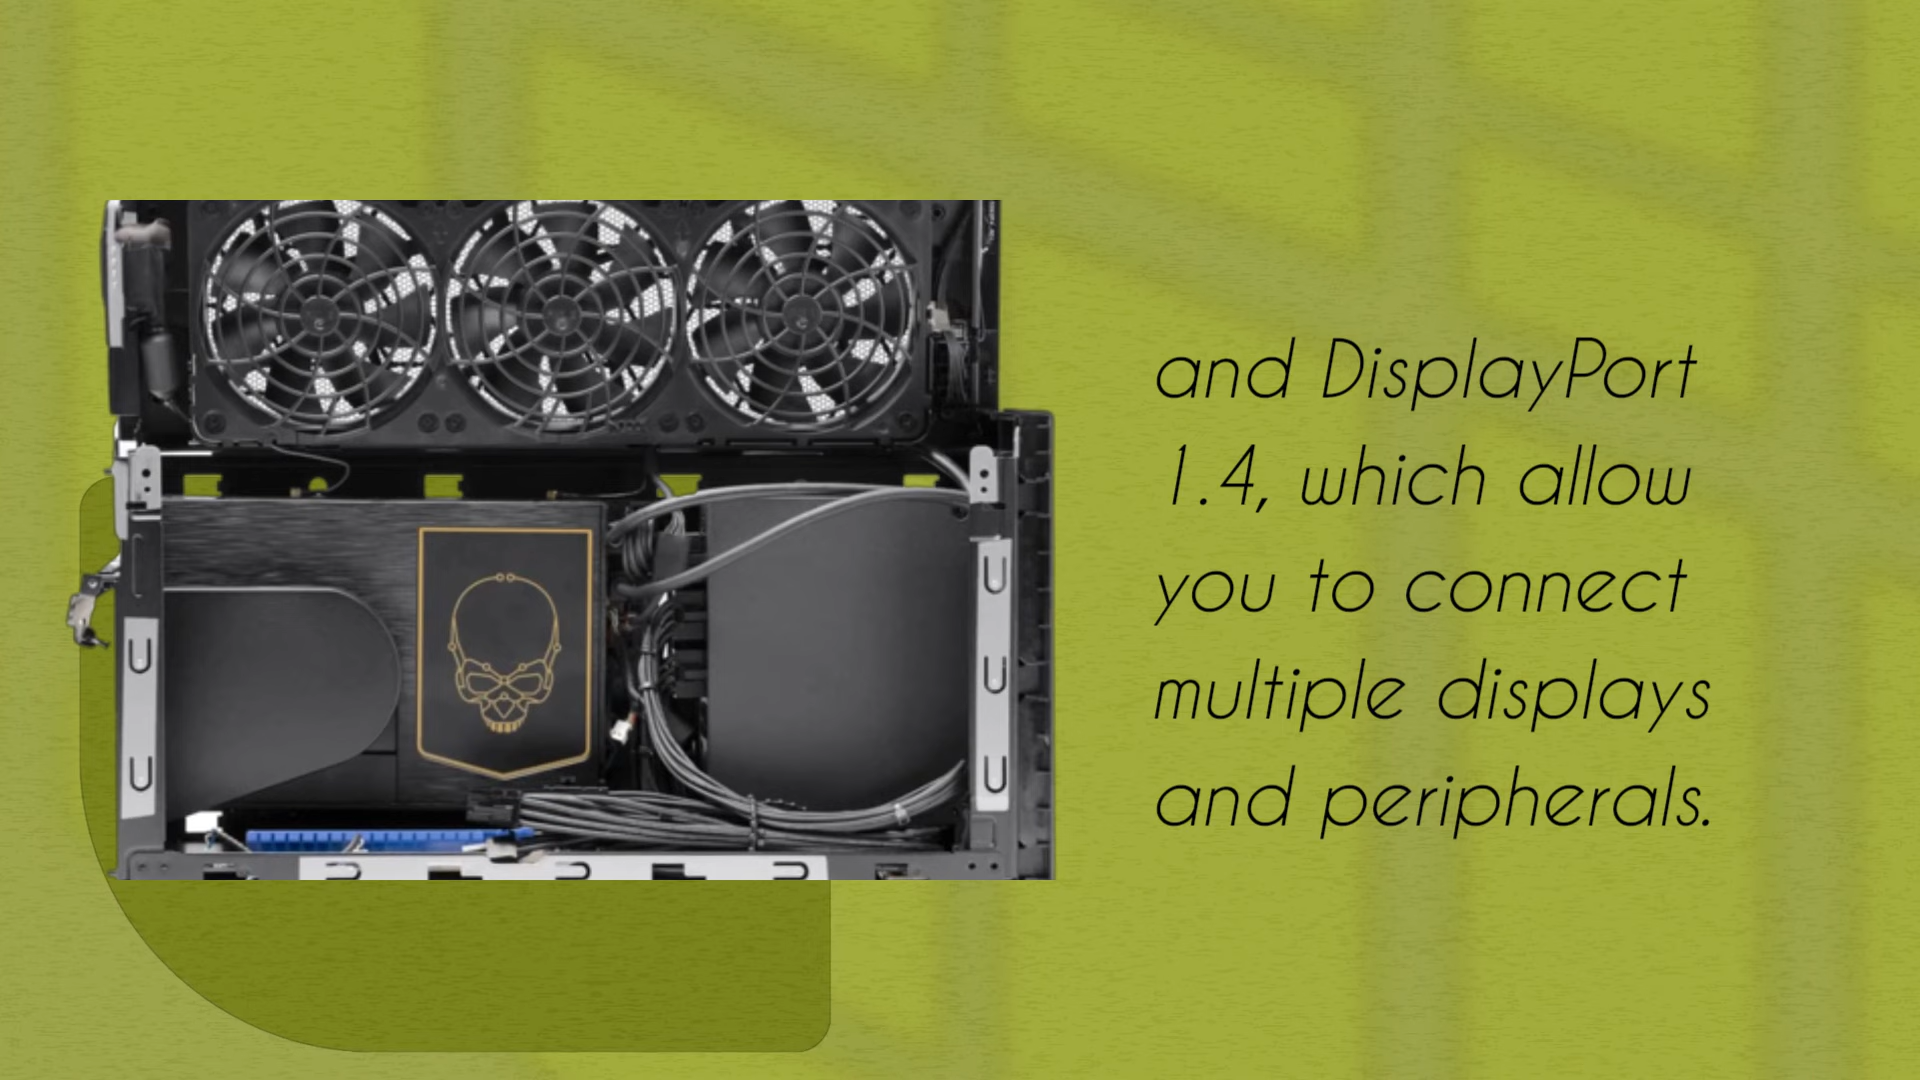 and DisplayPort
1.4, which allow
you to connect
multiple displays
and peripherals.